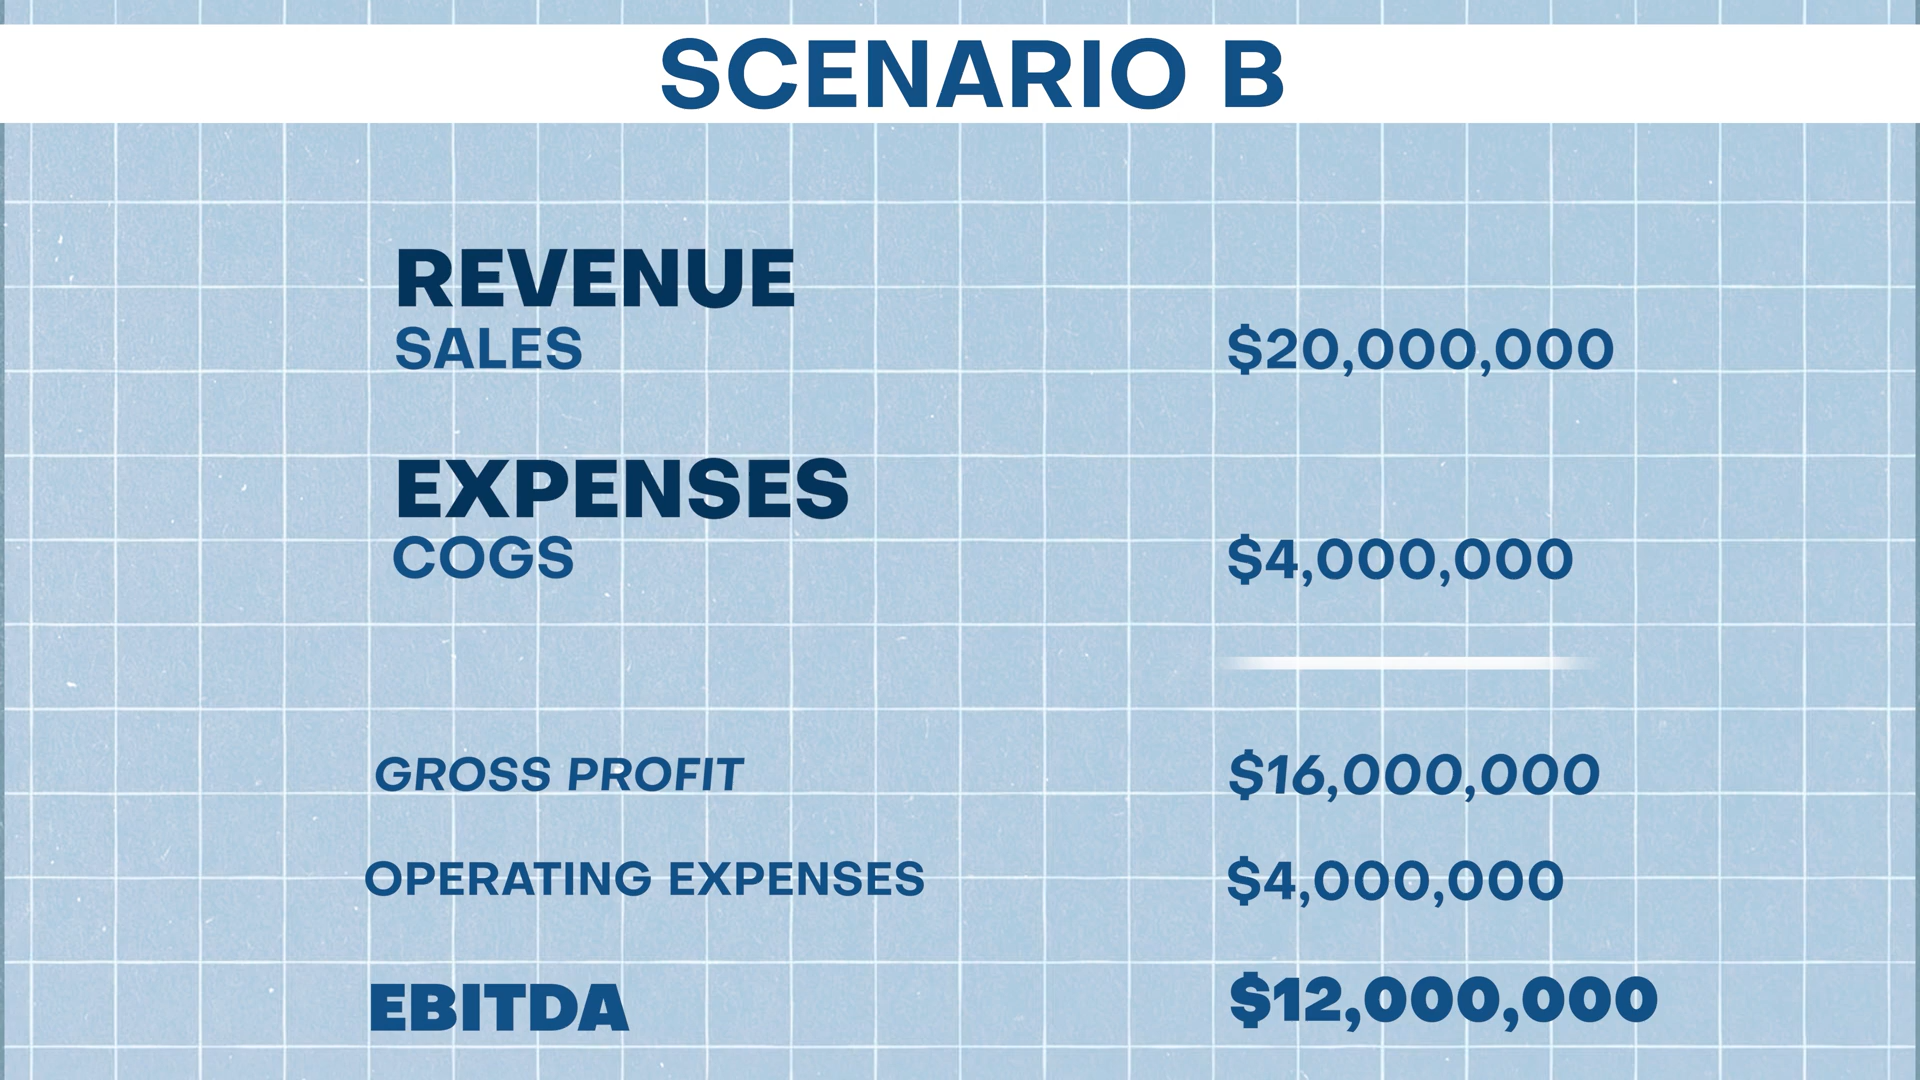 SCENARIO B
REVENUE
SALES $20,000,000
EXPENSES
COGS $4,000,000
GROSS PROFIT $16,000,000
OPERATING EXPENSES $4,000,000
EBITDA $12,000,000